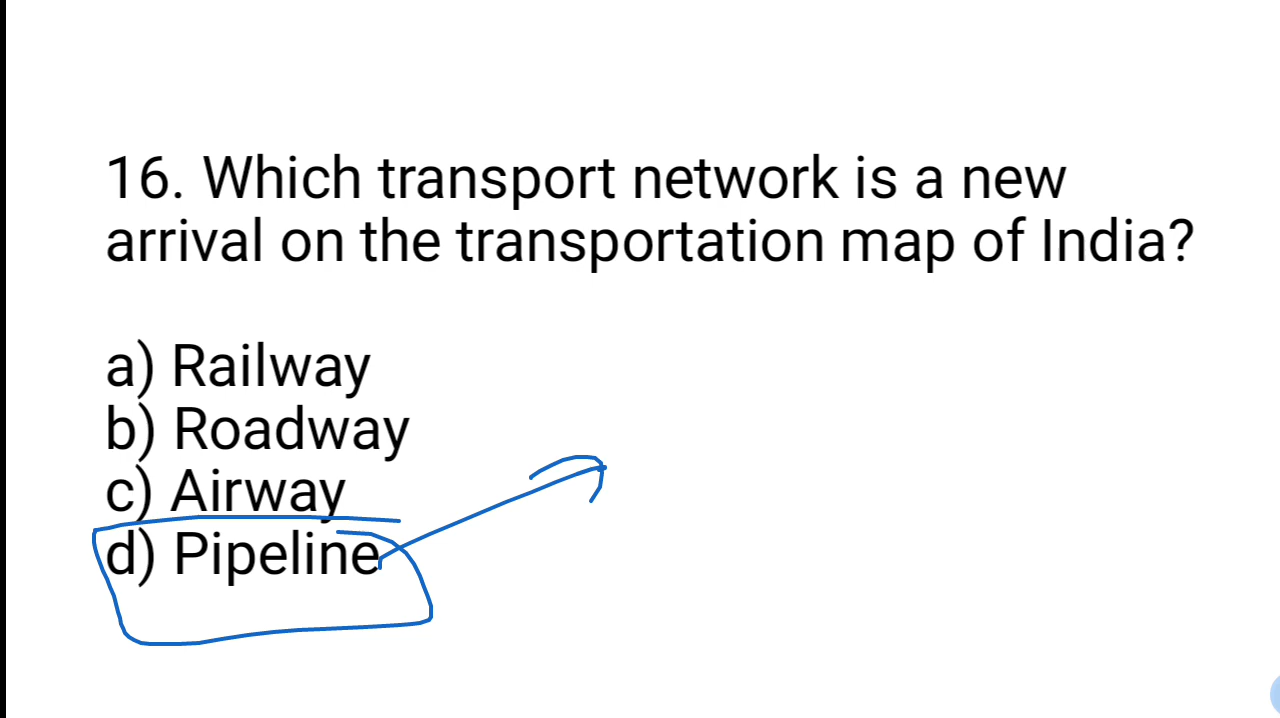 16. Which transport network is a new
arrival on the transportation map of India?
a) Railway
b) Roadway
c) Airway
d) Pipeline